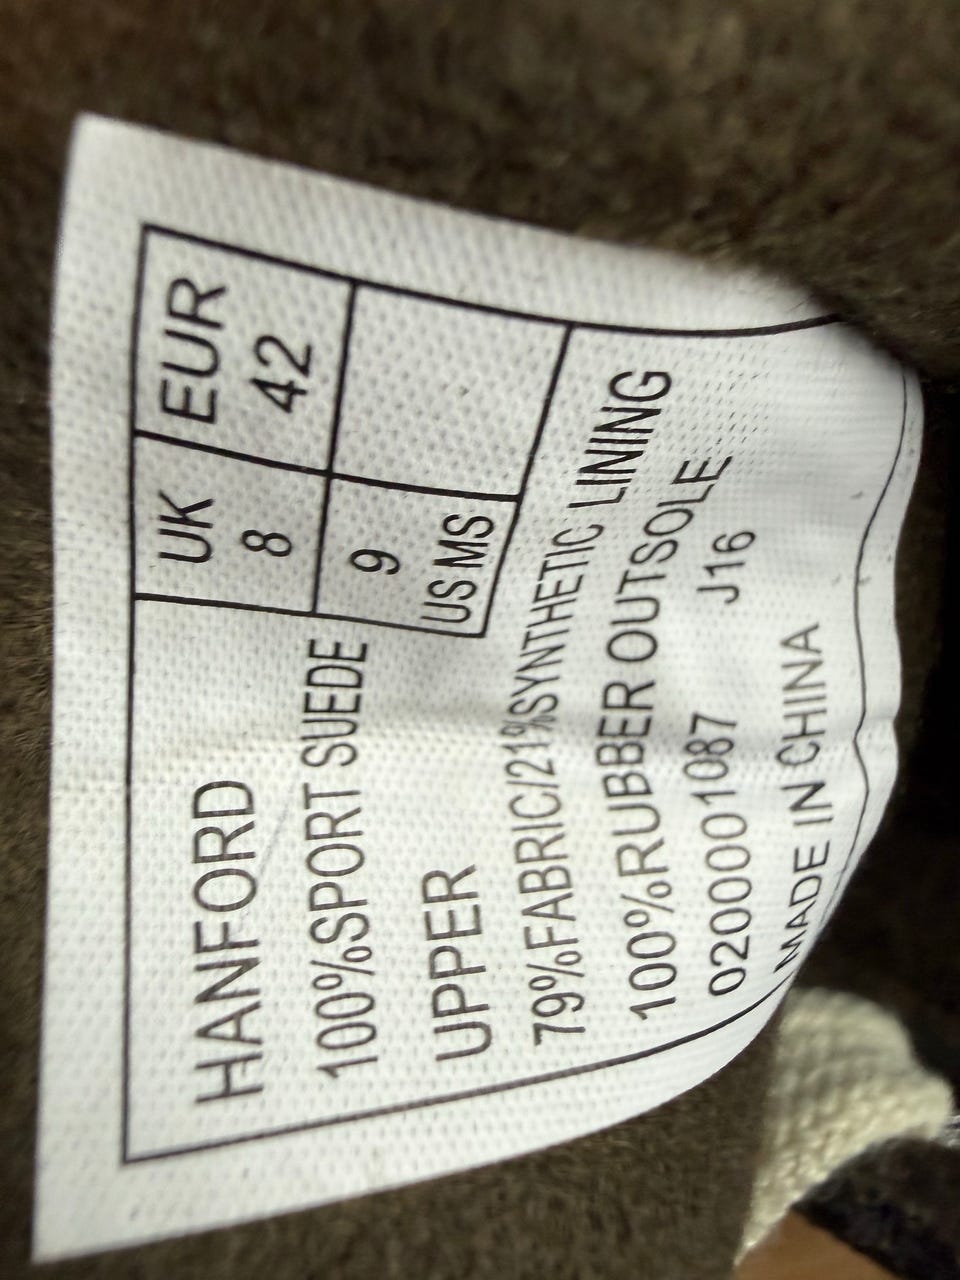 HANFORD
100%SPORT SUEDE
UPPER
79%FABRIC/21%SYNTHETIC LINING
100%RUBBER OUTSOLE
0200001087 J16
MADE IN CHINA
UK EUR
8 42
9
US MS